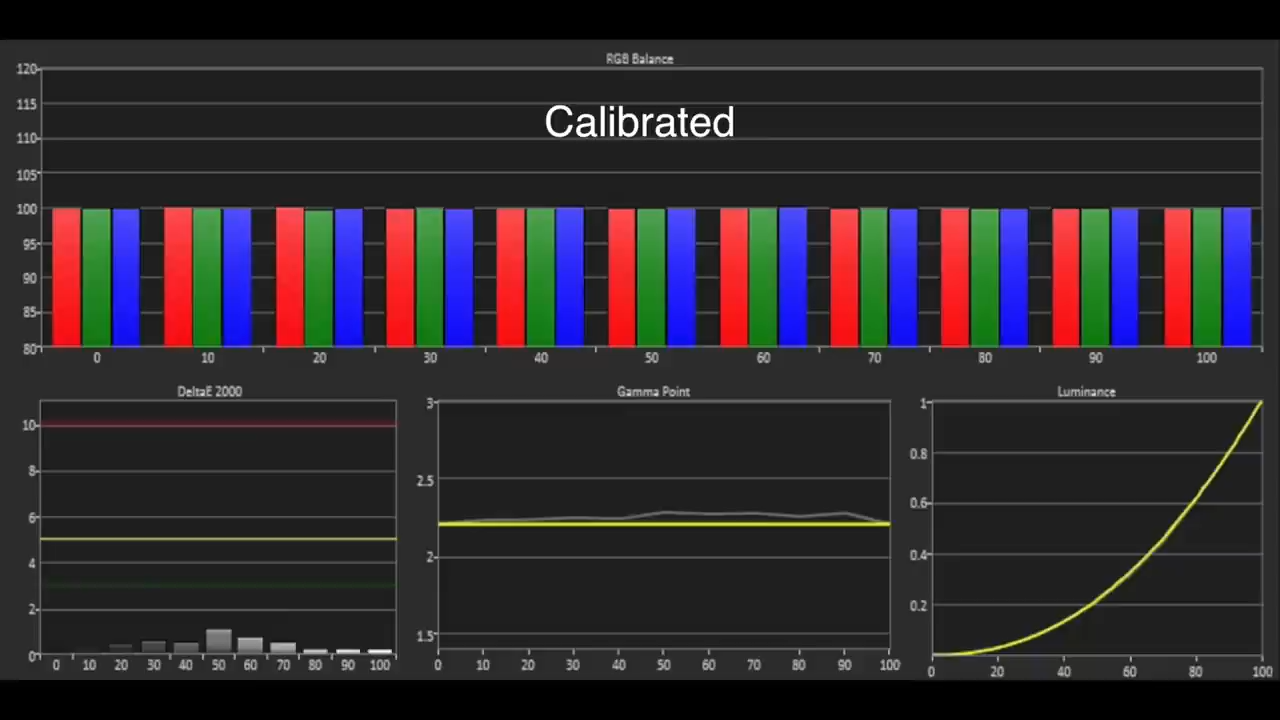 RGB Balance
120
115
110
105
100
95
90
85
80
Calibrated
0 10 20 30 40 50 60 70 80 90 100
DeltaE 2000
10
8
6
4
2
0
0 10 20 30 40 50 60 70 80 90 100
Gamma Point
3
2.5
2
1.5
0 10 20 30 40 50 60 70 80 90 100
Luminance
1
0.8
0.6
0.4
0.2
0 20 40 60 80 100